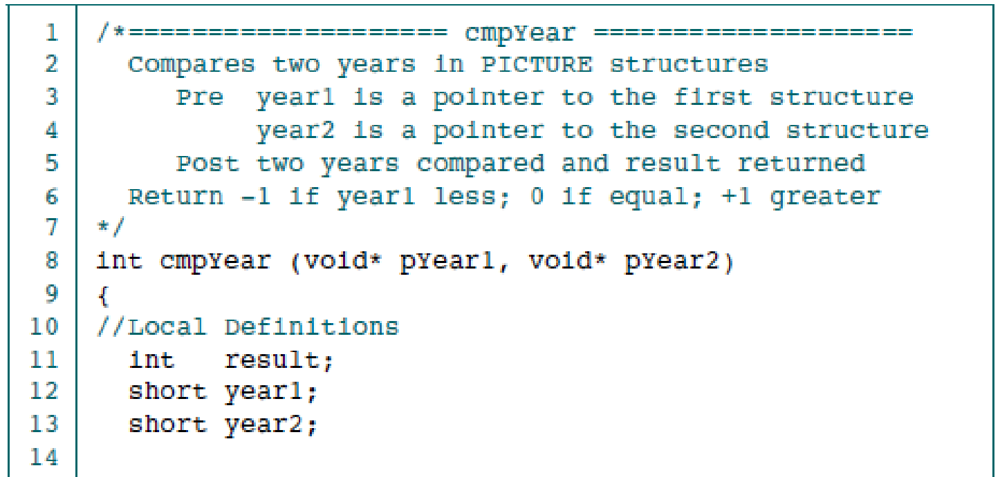 1 /*==================== cmpYear ====================
2 Compares two years in PICTURE structures
3 Pre year1 is a pointer to the first structure
4 year2 is a pointer to the second structure
5 Post two years compared and result returned
6 Return -1 if year1 less; 0 if equal; +1 greater
7 */
8 int cmpYear (void* pYear1, void* pYear2)
9 {
10 //Local Definitions
11 int result;
12 short year1;
13 short year2;
14